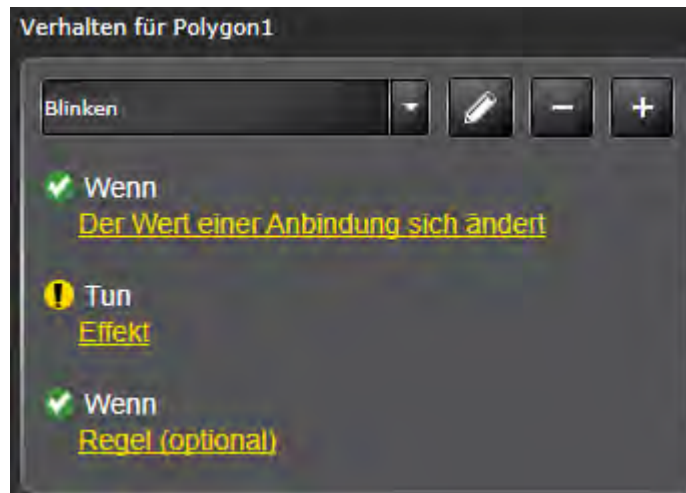 Verhalten für Polygon1
Blinken
Wenn
Der Wert einer Anbindung sich ändert
Tun
Effekt
Wenn
Regel (optional)